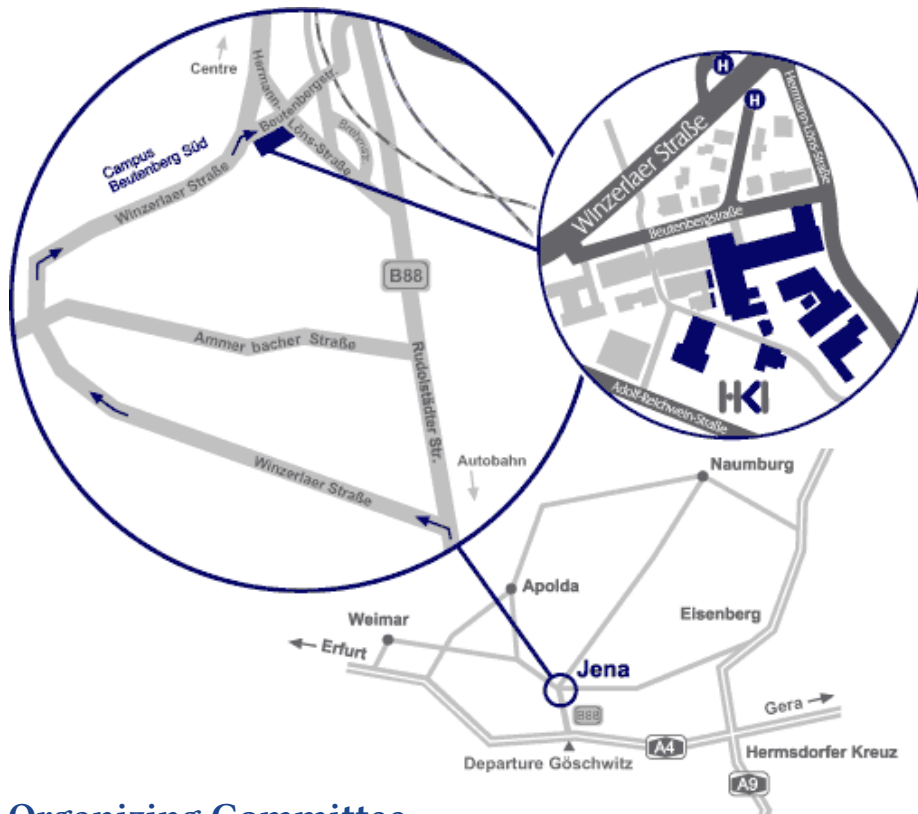 Centre
Hermann-
Löns-Straße
Beutenbergstr.
Campus
Beutenberg Süd
Winzerlaer Straße
B88
Ammer bacher Straße
Rudolstädter Str.
Winzerlaer Straße
Autobahn
H
H
Winzerlaer Straße
Herrmann-Löns-Straße
Beutenbergstraße
HKI
Adolf-Reichwein-Straße
Naumburg
Apolda
Eisenberg
Weimar
Erfurt
Jena
B88
Gera
A4
Departure Göschwitz
Hermsdorfer Kreuz
A9
Organizing Committee